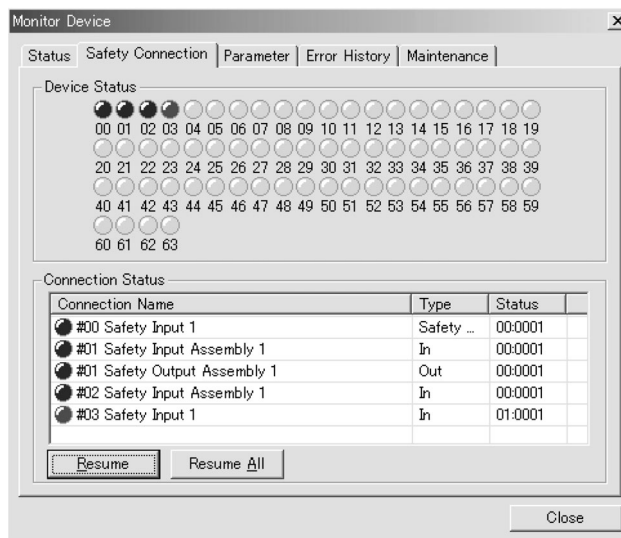 Monitor Device
Status Safety Connection Parameter Error History Maintenance
Device Status
00 01 02 03 04 05 06 07 08 09 10 11 12 13 14 15 16 17 18 19
20 21 22 23 24 25 26 27 28 29 30 31 32 33 34 35 36 37 38 39
40 41 42 43 44 45 46 47 48 49 50 51 52 53 54 55 56 57 58 59
60 61 62 63
Connection Status
Connection Name Type Status
#00 Safety Input 1 Safety ... 00:0001
#01 Safety Input Assembly 1 In 00:0001
#01 Safety Output Assembly 1 Out 00:0001
#02 Safety Input Assembly 1 In 00:0001
#03 Safety Input 1 In 01:0001
Resume Resume All
Close